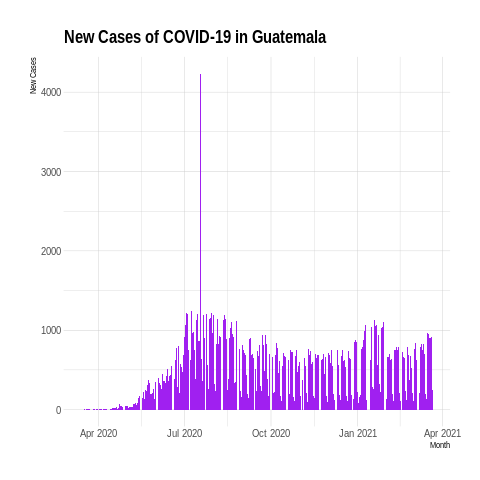 New Cases of COVID-19 in Guatemala
New Cases
4000
3000
2000
1000
0
Apr 2020
Jul 2020
Oct 2020
Jan 2021
Apr 2021
Month